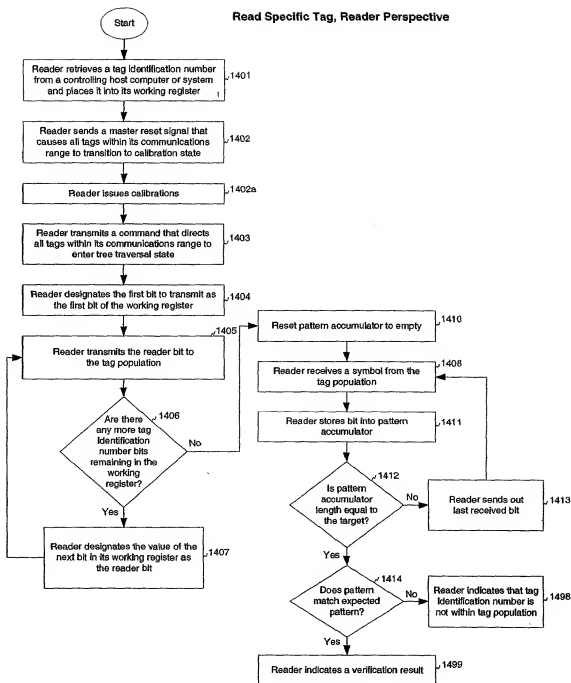 Read Specific Tag, Reader Perspective
Start
Reader retrieves a tag identification number
from a controlling host computer or system
and places it into its working register
1401
Reader sends a master reset signal that
causes all tags within its communications
range to transition to calibration state
1402
Reader issues calibrations
1402a
Reader transmits a command that directs
all tags within its communications range to
enter tree traversal state
1403
Reader designates the first bit to transmit as
the first bit of the working register
1404
Reader transmits the reader bit to
the tag population
1405
Are there
any more tag
identification
number bits
remaining in the
working
register?
1406
No
Yes
Reader designates the value of the
next bit in its working register as
the reader bit
1407
Reset pattern accumulator to empty
1410
Reader receives a symbol from the
tag population
1408
Reader stores bit into pattern
accumulator
1411
Is pattern
accumulator
length equal to
the target?
1412
No
Reader sends out
last received bit
1413
Yes
Does pattern
match expected
pattern?
1414
No
Reader indicates that tag
identification number is
not within tag population
1498
Yes
Reader indicates a verification result
1499